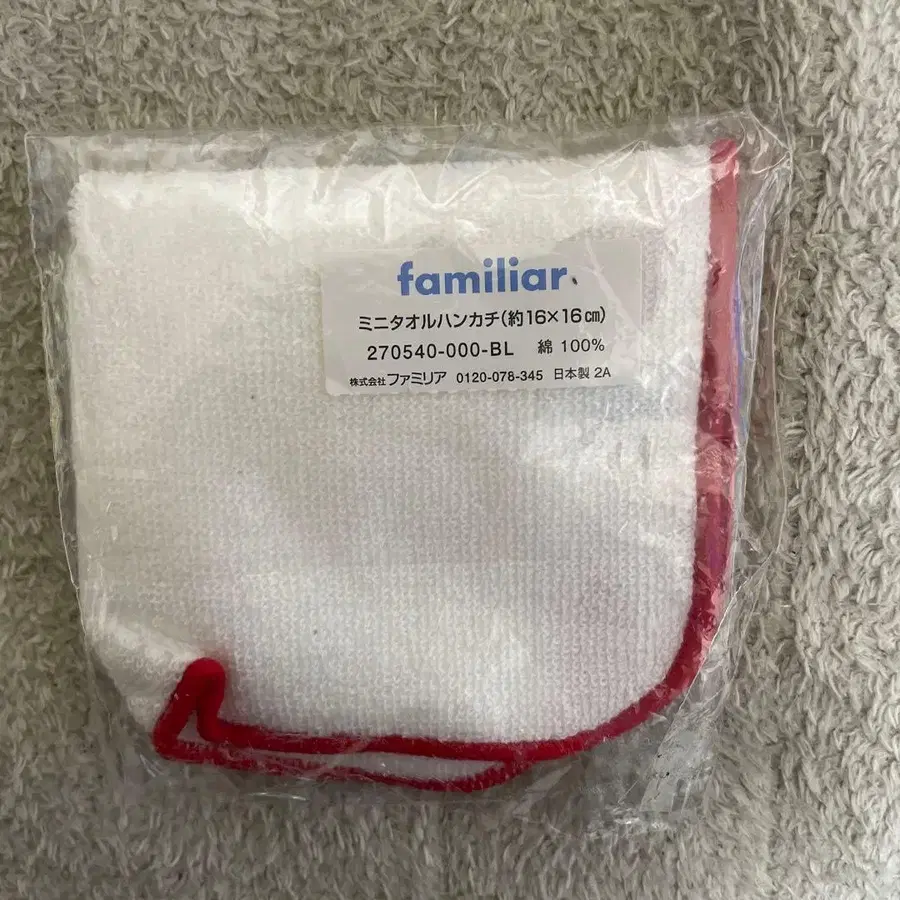 familiar.
ミニタオルハンカチ(約16×16㎝)
270540-000-BL 綿 100%
株式会社ファミリア 0120-078-345 日本製 2A